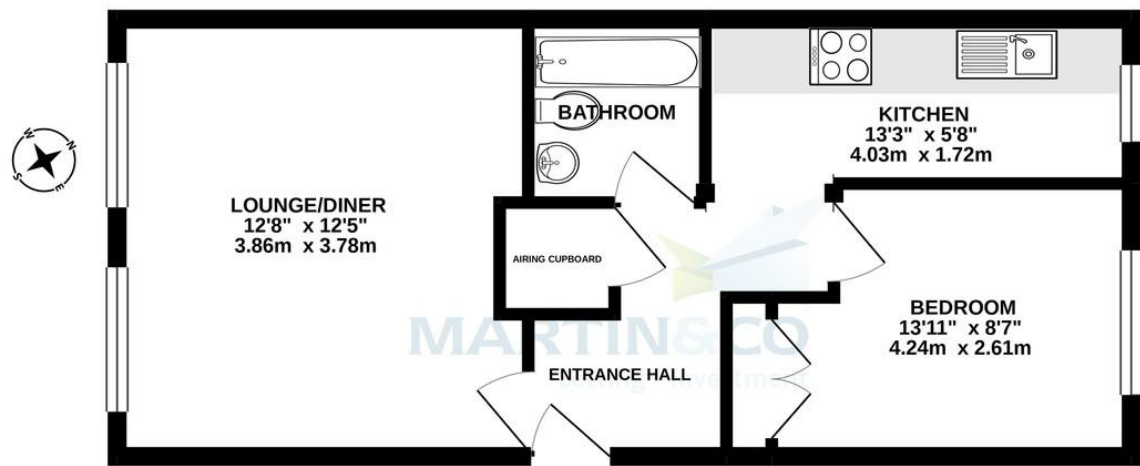 BATHROOM
KITCHEN
13'3" x 5'8"
4.03m x 1.72m
W
N
S
E
LOUNGE/DINER
12'8" x 12'5"
3.86m x 3.78m
AIRING CUPBOARD
BEDROOM
13'11" x 8'7"
4.24m x 2.61m
MARTIN&CO
ENTRANCE HALL
investment